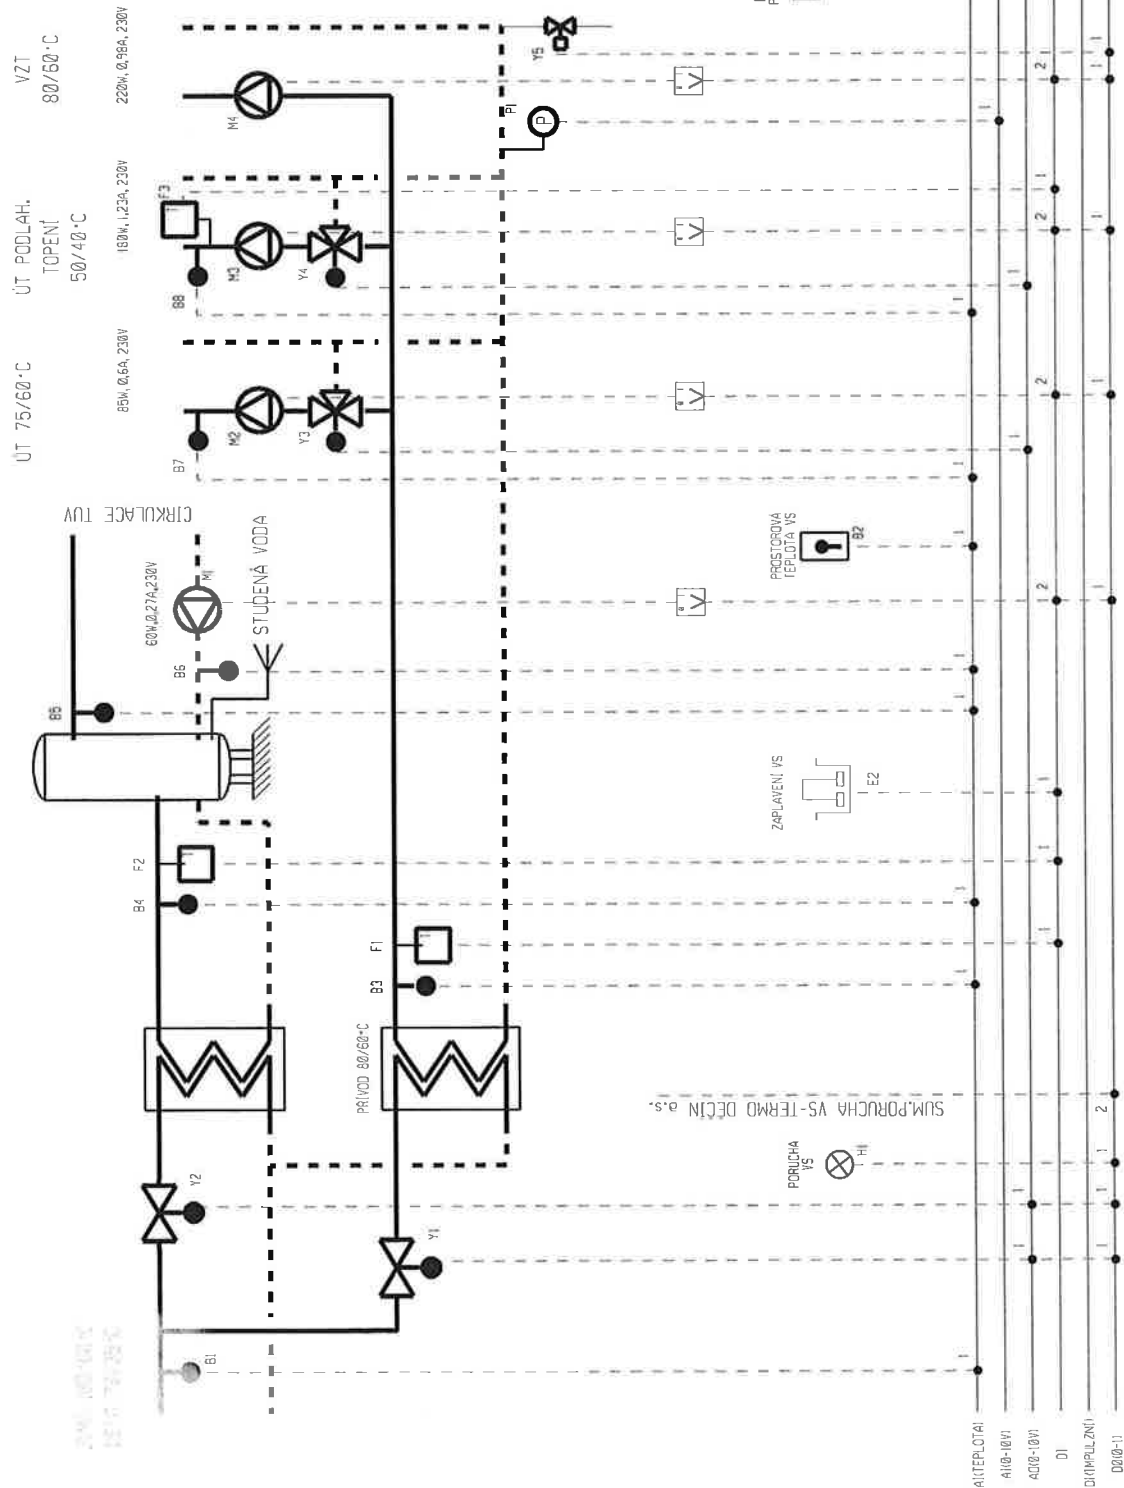 VZT
80/60°C
220W, 0,98A, 230V
M4
Y5
P1
P
ÚT PODLAH.
TOPENÍ
50/40°C
180W, 1,23A, 230V
F3
M3
Y4
B8
ÚT 75/60°C
85W, 0,6A, 230V
M2
Y3
B7
CIRKULACE TUV
60W,0,27A,230V
M1
STUDENÁ VODA
B6
B5
PROSTOROVÁ
TEPLOTA VS
B2
ZAPLAVENÍ VS
E2
F2
B4
F1
B3
PŘÍVOD 80/60°C
SUM.PORUCHA VS-TERMO DĚČÍN a.s.
PORUCHA
VS
H1
Y2
Y1
B1
AI(TEPLOTA)
AI(0-10V)
AO(0-10V)
DI
DI(IMPULZNÍ)
DO(0-1)